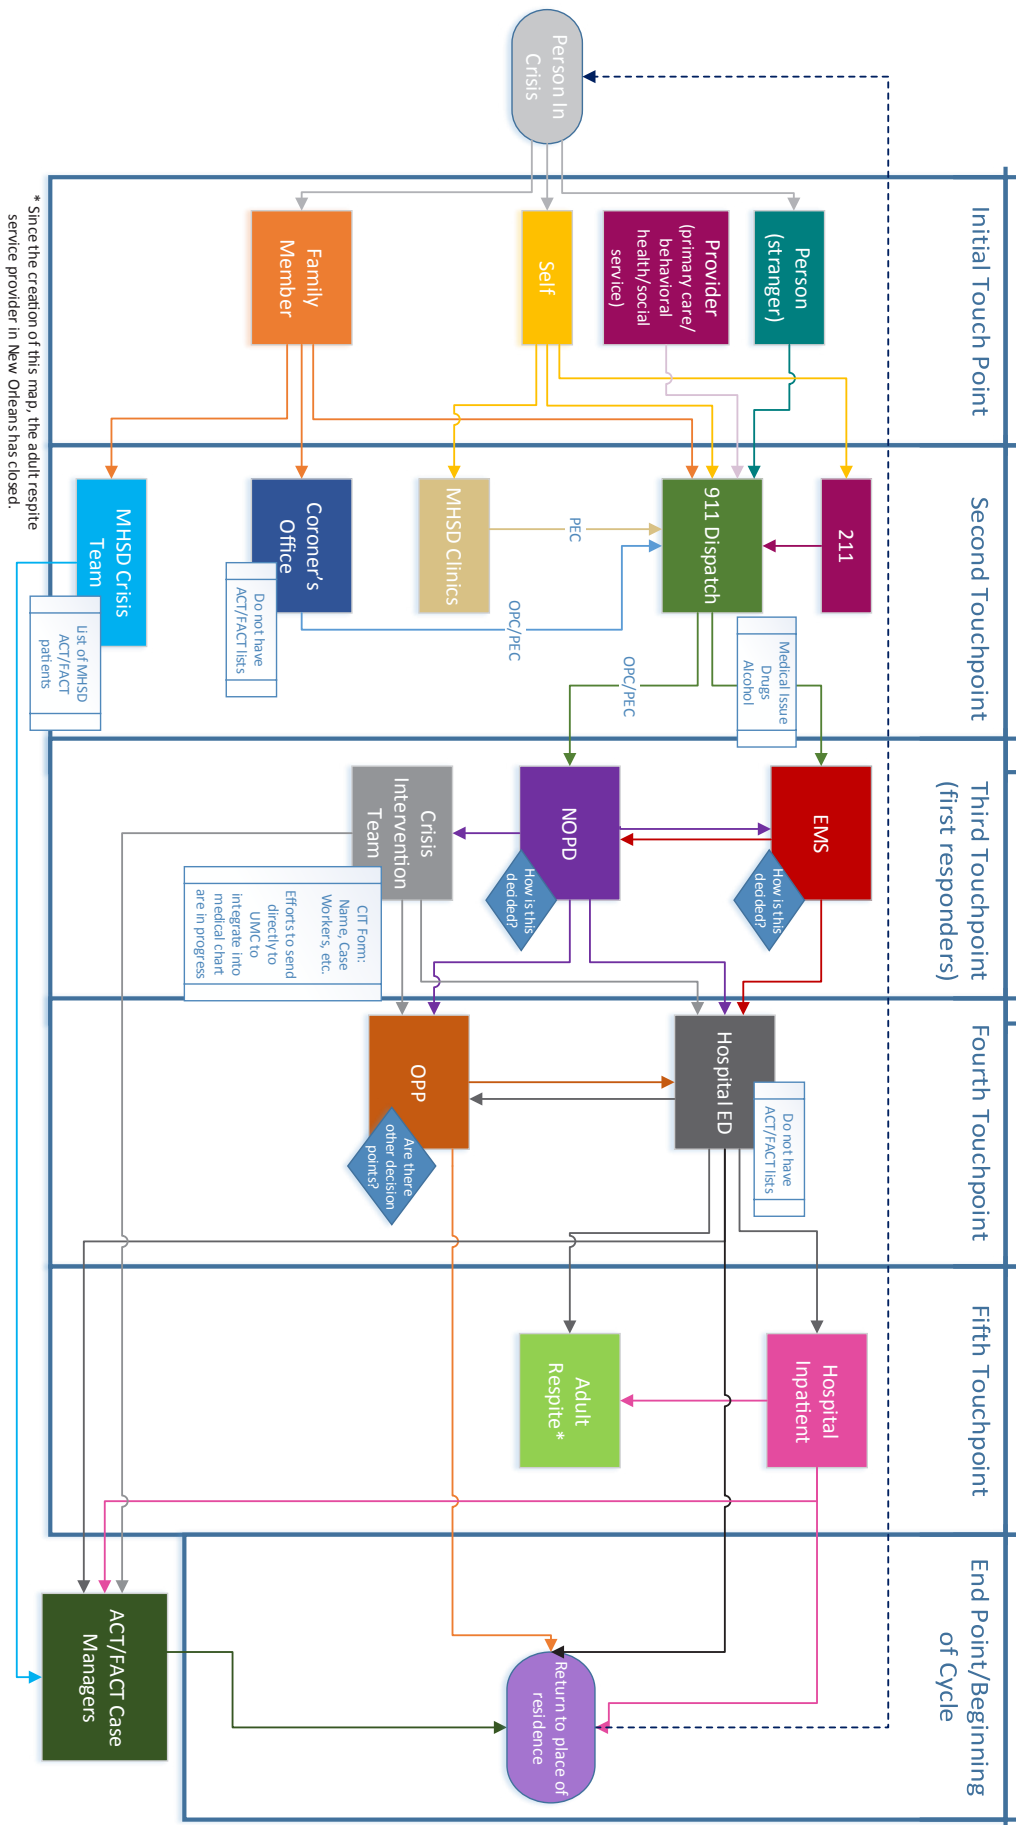 Person In
Crisis
Initial Touch Point
Person
(stranger)
Provider
(primary care/
behavioral
health/social
service)
Self
Family
Member
Second Touchpoint
211
911 Dispatch
Medical Issue
Drugs
Alcohol
OPC/PEC
PEC
MHSD Clinics
OPC/PEC
Coroner's
Office
Do not have
ACT/FACT lists
MHSD Crisis
Team
List of MHSD
ACT/FACT
patients
Third Touchpoint
(first responders)
EMS
How is this
decided?
NOPD
How is this
decided?
Crisis
Intervention
Team
CIT Form:
Name, Case
Workers, etc.
Efforts to send
directly to
UMC to
integrate into
medical chart
are in progress
Fourth Touchpoint
Do not have
ACT/FACT lists
Hospital ED
OPP
Are there
other decision
points?
Fifth Touchpoint
Hospital
Inpatient
Adult
Respite*
End Point/Beginning
of Cycle
Return to place of
residence
ACT/FACT Case
Managers
* Since the creation of this map, the adult respite
service provider in New Orleans has closed.